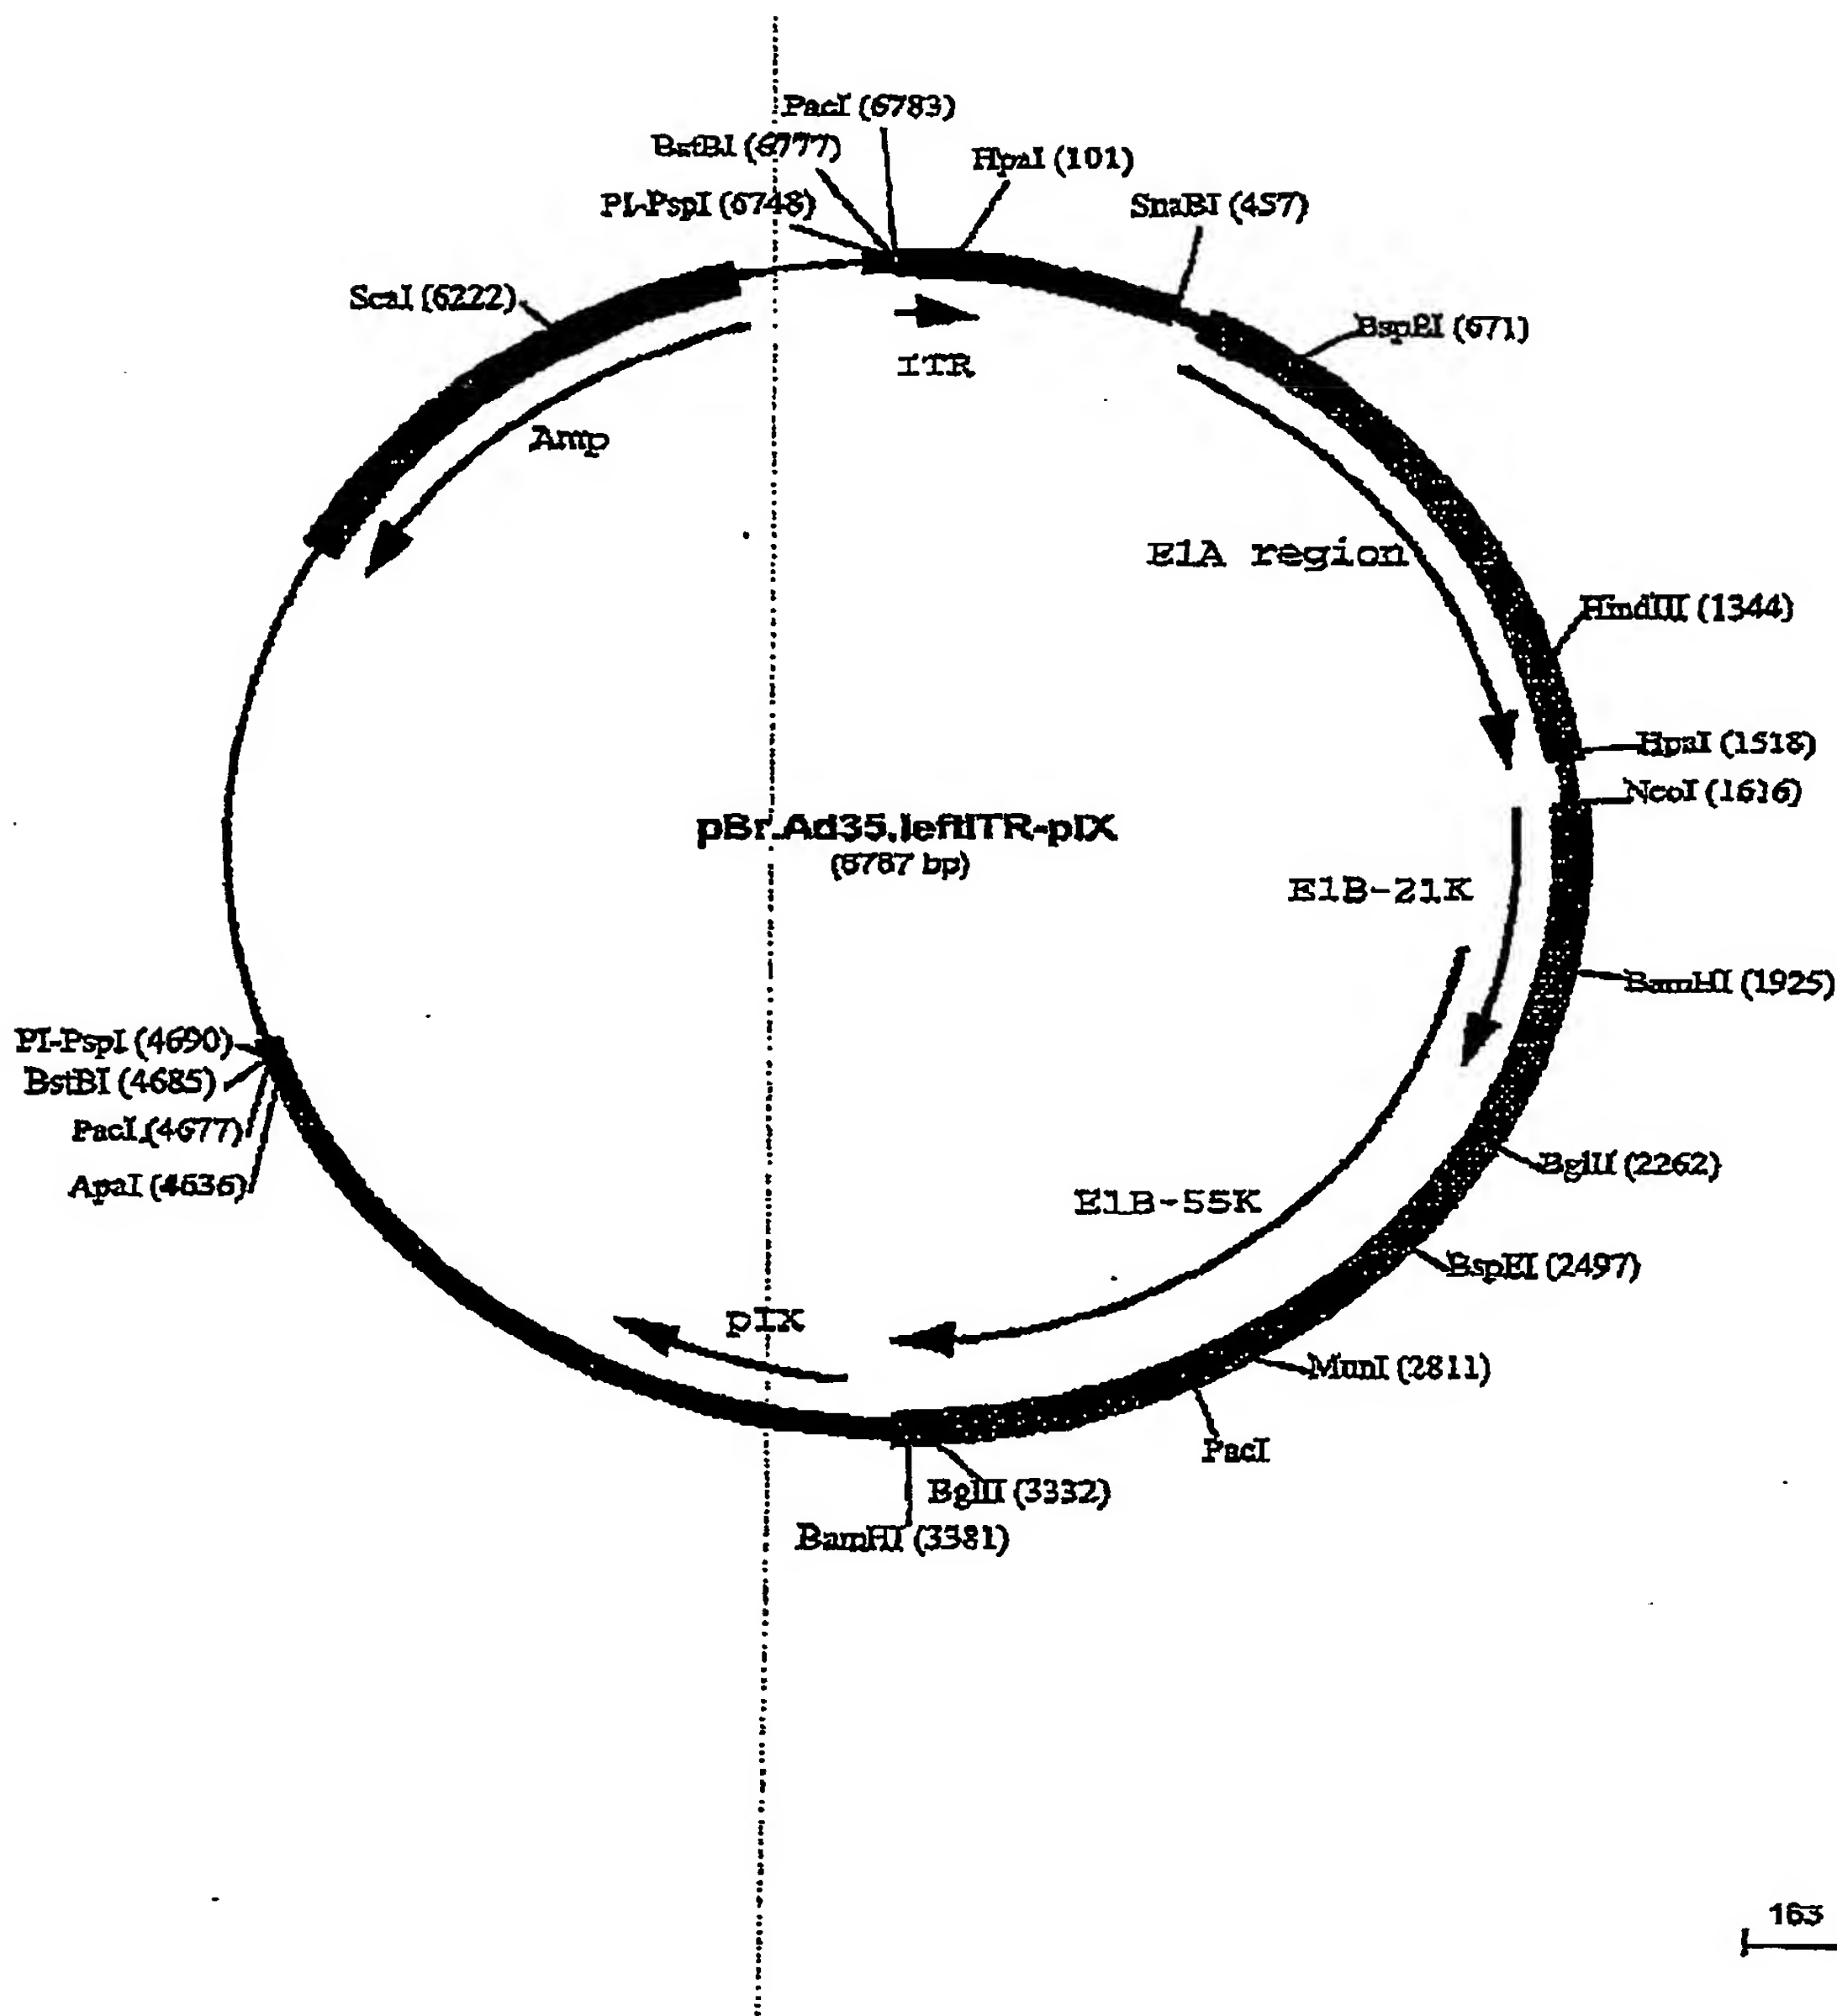 PacI (6783)
BstBI (6777)
HpaI (101)
PI-PspI (6748)
SnaBI (457)
ScaI (6222)
BspEI (671)
ITR
Amp
E1A region
HindIII (1344)
HpaI (1518)
NcoI (1616)
pBr.Ad35.leftITR-pIX
(6787 bp)
E1B-21K
BamHI (1925)
PI-PspI (4690)
BstBI (4685)
PacI (4677)
BglII (2262)
ApaI (4636)
E1B-55K
BspEI (2497)
pIX
MunI (2811)
PacI
BglII (3332)
BamHI (3381)
163